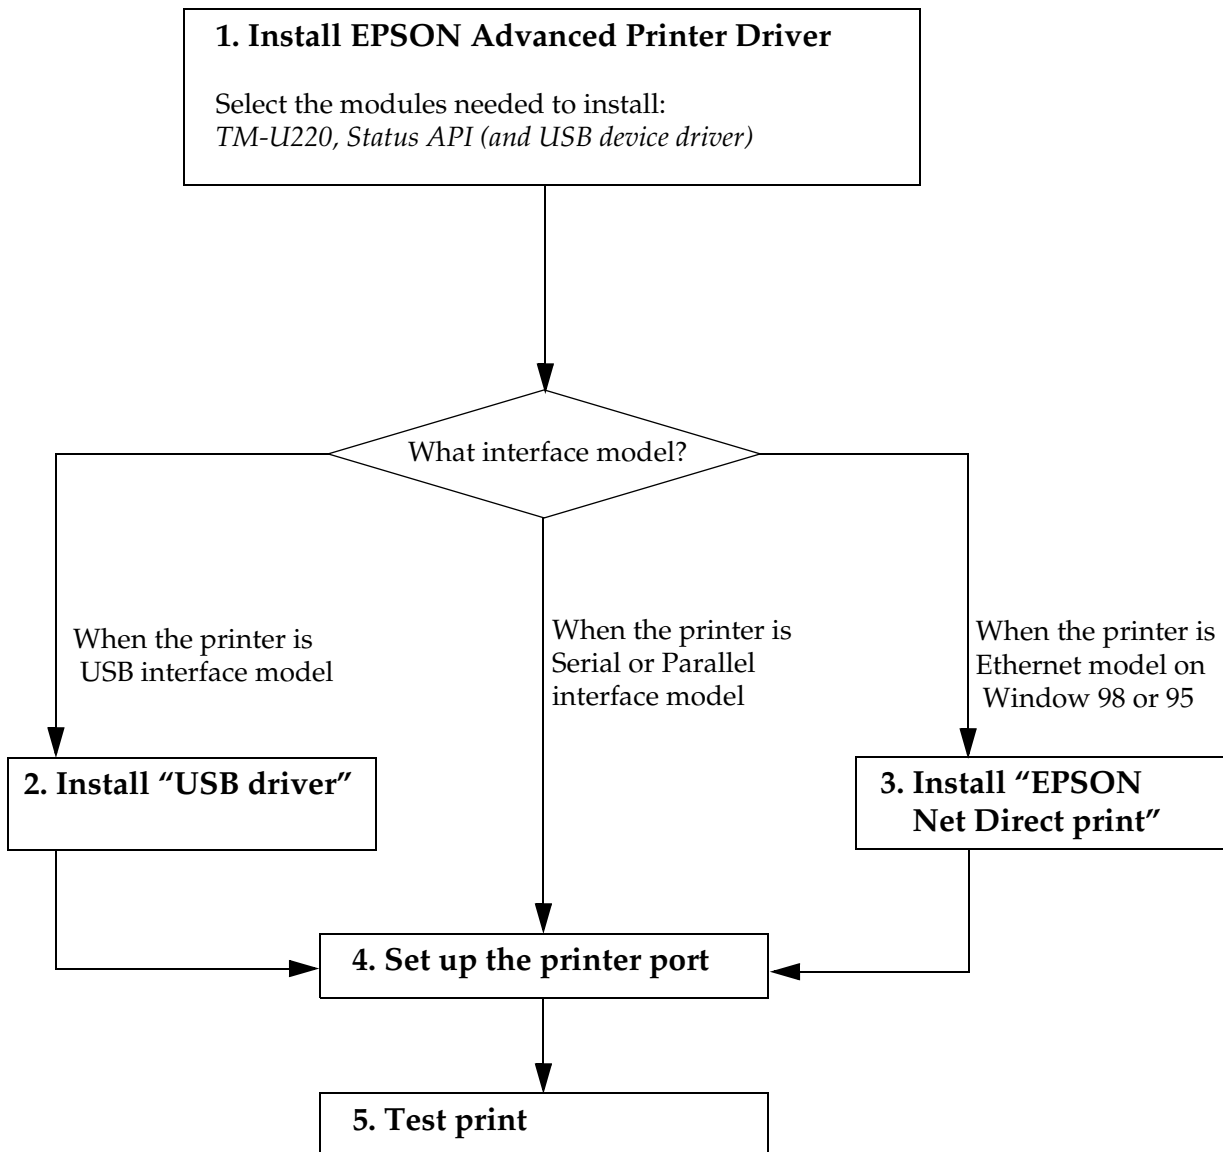 1. Install EPSON Advanced Printer Driver
Select the modules needed to install:
TM-U220, Status API (and USB device driver)
What interface model?
When the printer is
USB interface model
When the printer is
Serial or Parallel
interface model
When the printer is
Ethernet model on
Window 98 or 95
2. Install “USB driver”
3. Install “EPSON
Net Direct print”
4. Set up the printer port
5. Test print